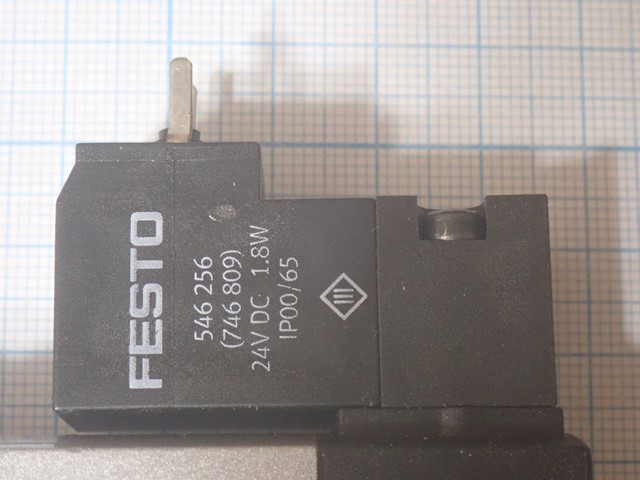 FESTO
546 256
(746 809)
24V DC 1.8W
IP00/65